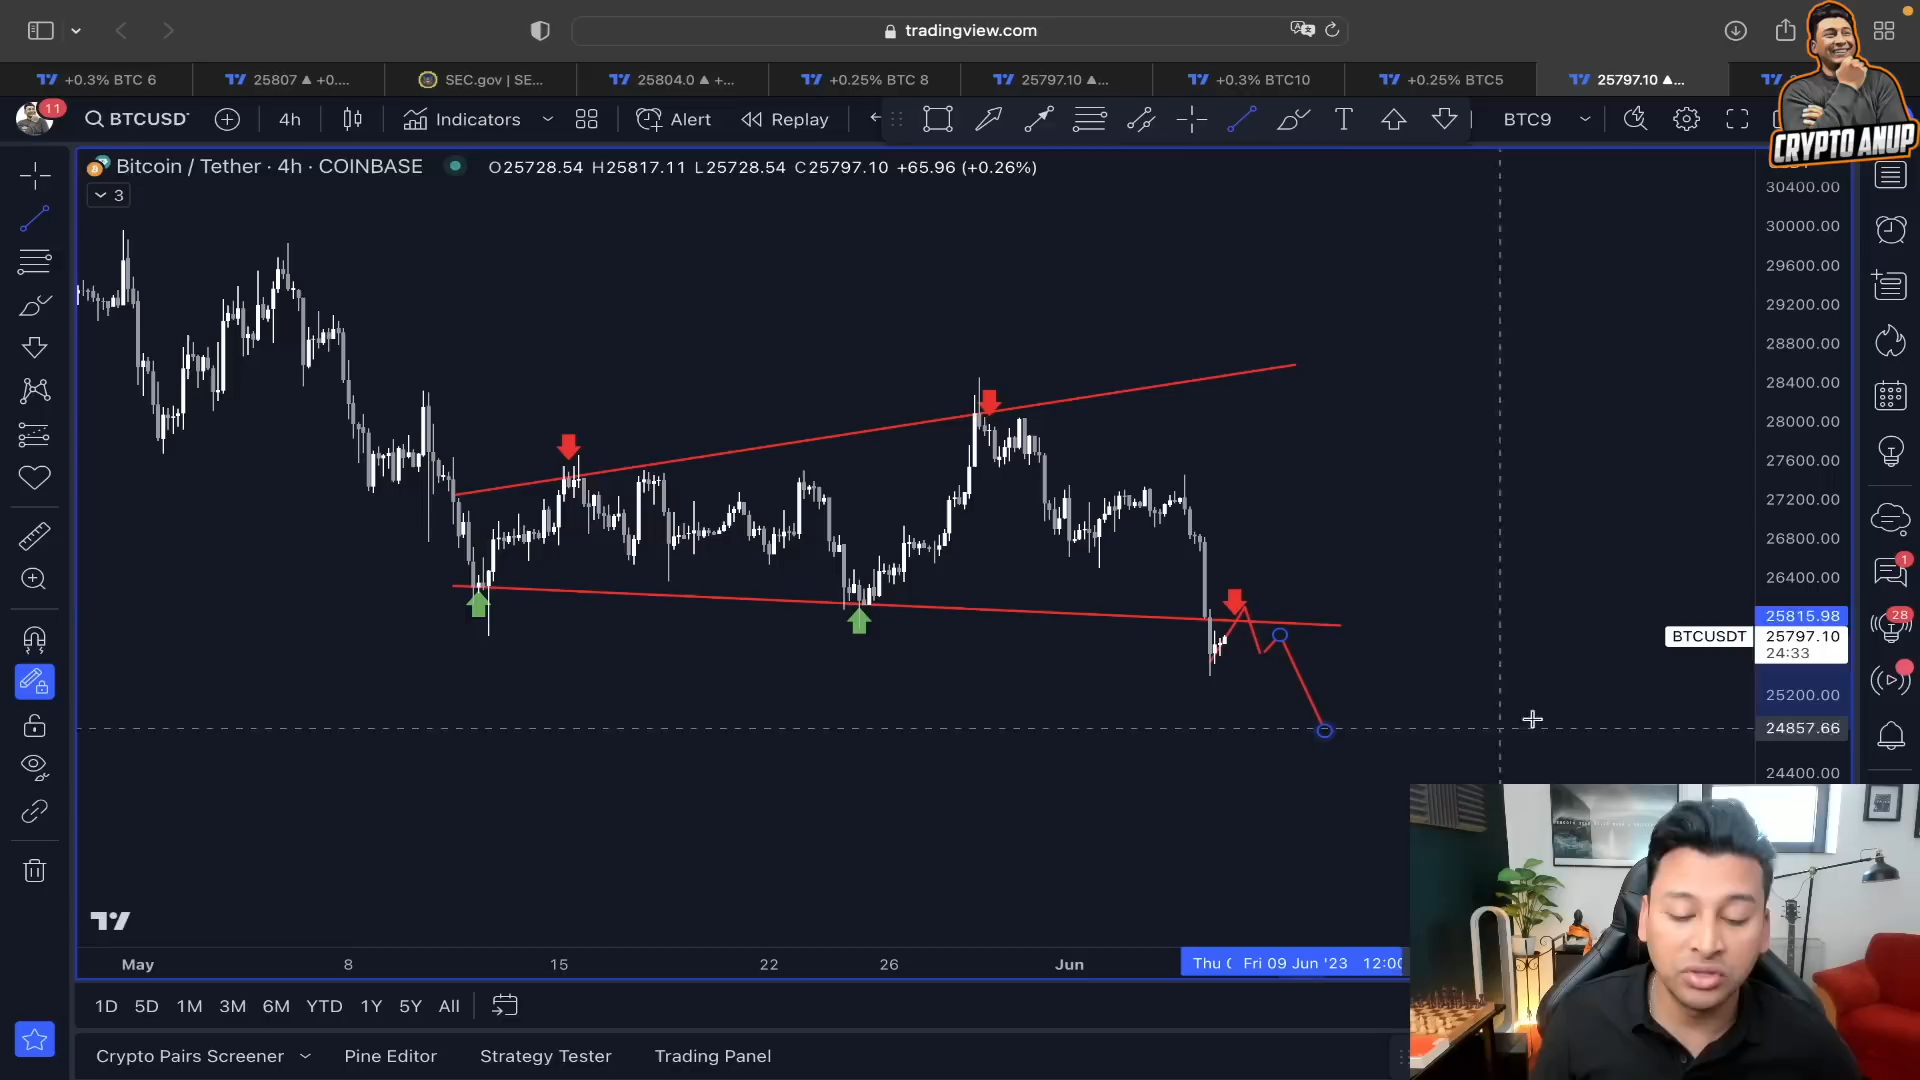 tradingview.com
+0.3% BTC 6
25807 ▲ +0....
SEC.gov | SE...
25804.0 ▲ +...
+0.25% BTC 8
25797.10 ▲...
+0.3% BTC10
+0.25% BTC5
25797.10 ▲...
11
BTCUSD
4h
Indicators
Alert
Replay
BTC9
CRYPTO ANUP
Bitcoin / Tether · 4h · COINBASE
O25728.54 H25817.11 L25728.54 C25797.10 +65.96 (+0.26%)
3
30400.00
30000.00
29600.00
29200.00
28800.00
28400.00
28000.00
27600.00
27200.00
26800.00
26400.00
25815.98
BTCUSDT
25797.10
24:33
25200.00
24857.66
24400.00
1
28
May
8
15
22
26
Jun
Thu
Fri 09 Jun '23
12:00
1D
5D
1M
3M
6M
YTD
1Y
5Y
All
Crypto Pairs Screener
Pine Editor
Strategy Tester
Trading Panel